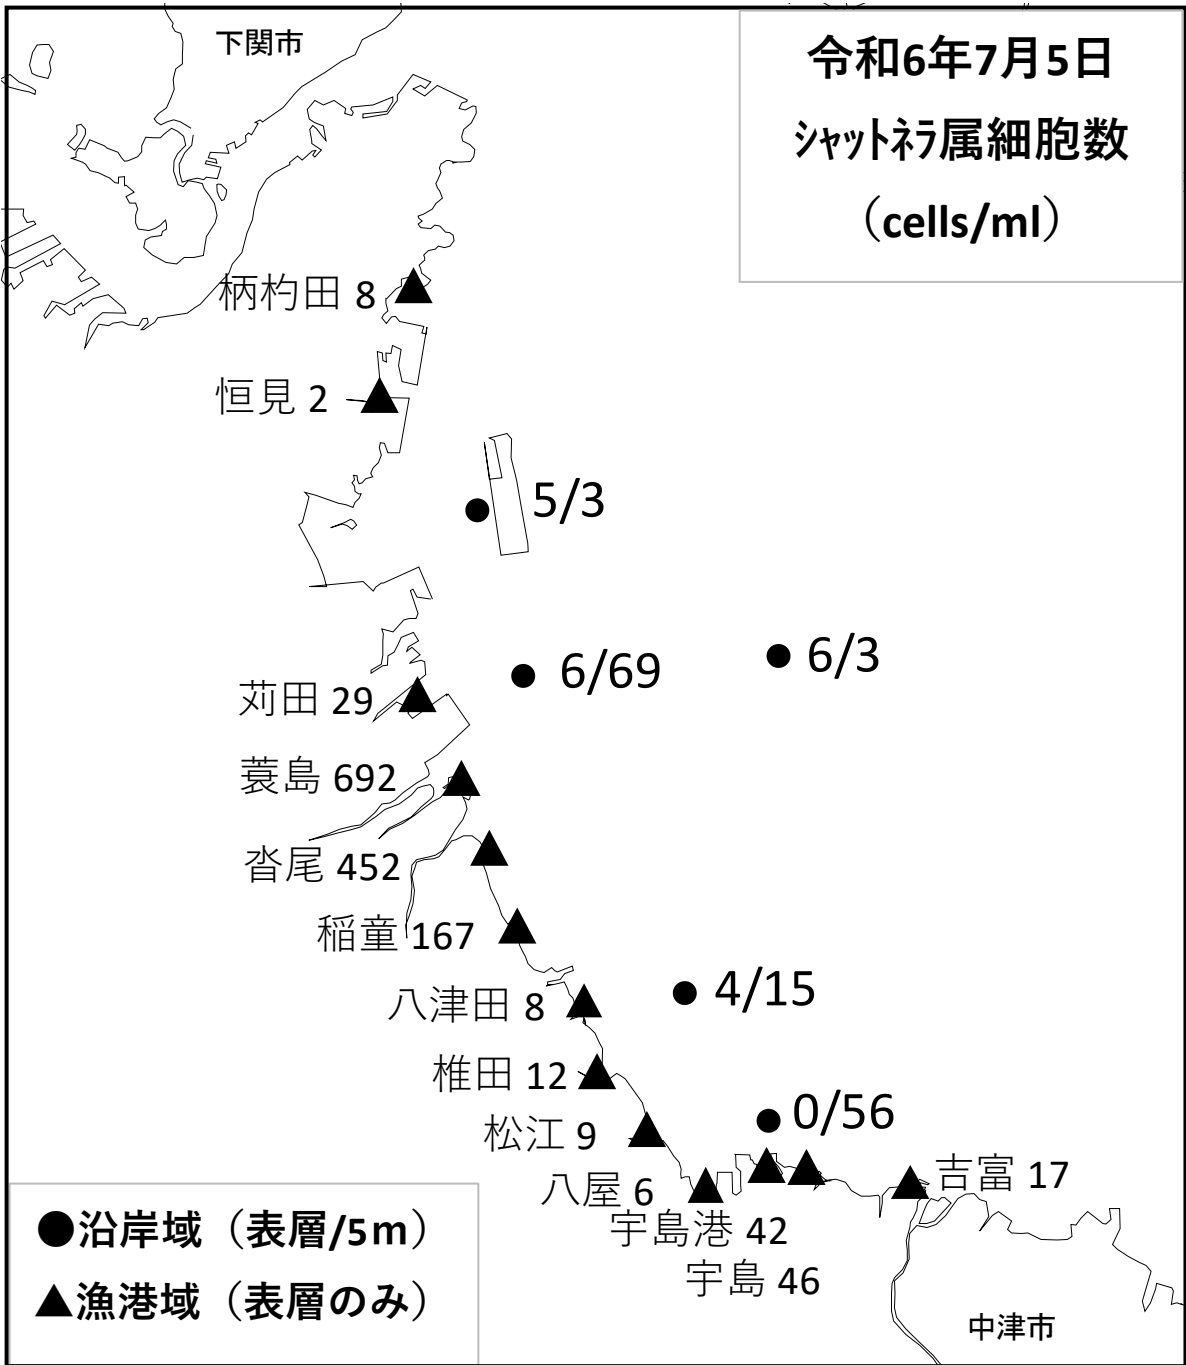 下関市
令和6年7月5日
ｼｬｯﾄﾈﾗ属細胞数
（cells/ml）
柄杓田 8
恒見 2
5/3
6/69
6/3
苅田 29
蓑島 692
沓尾 452
稲童 167
八津田 8
4/15
椎田 12
松江 9
0/56
八屋 6
吉富 17
宇島港 42
宇島 46
●沿岸域（表層/5m）
▲漁港域（表層のみ）
中津市